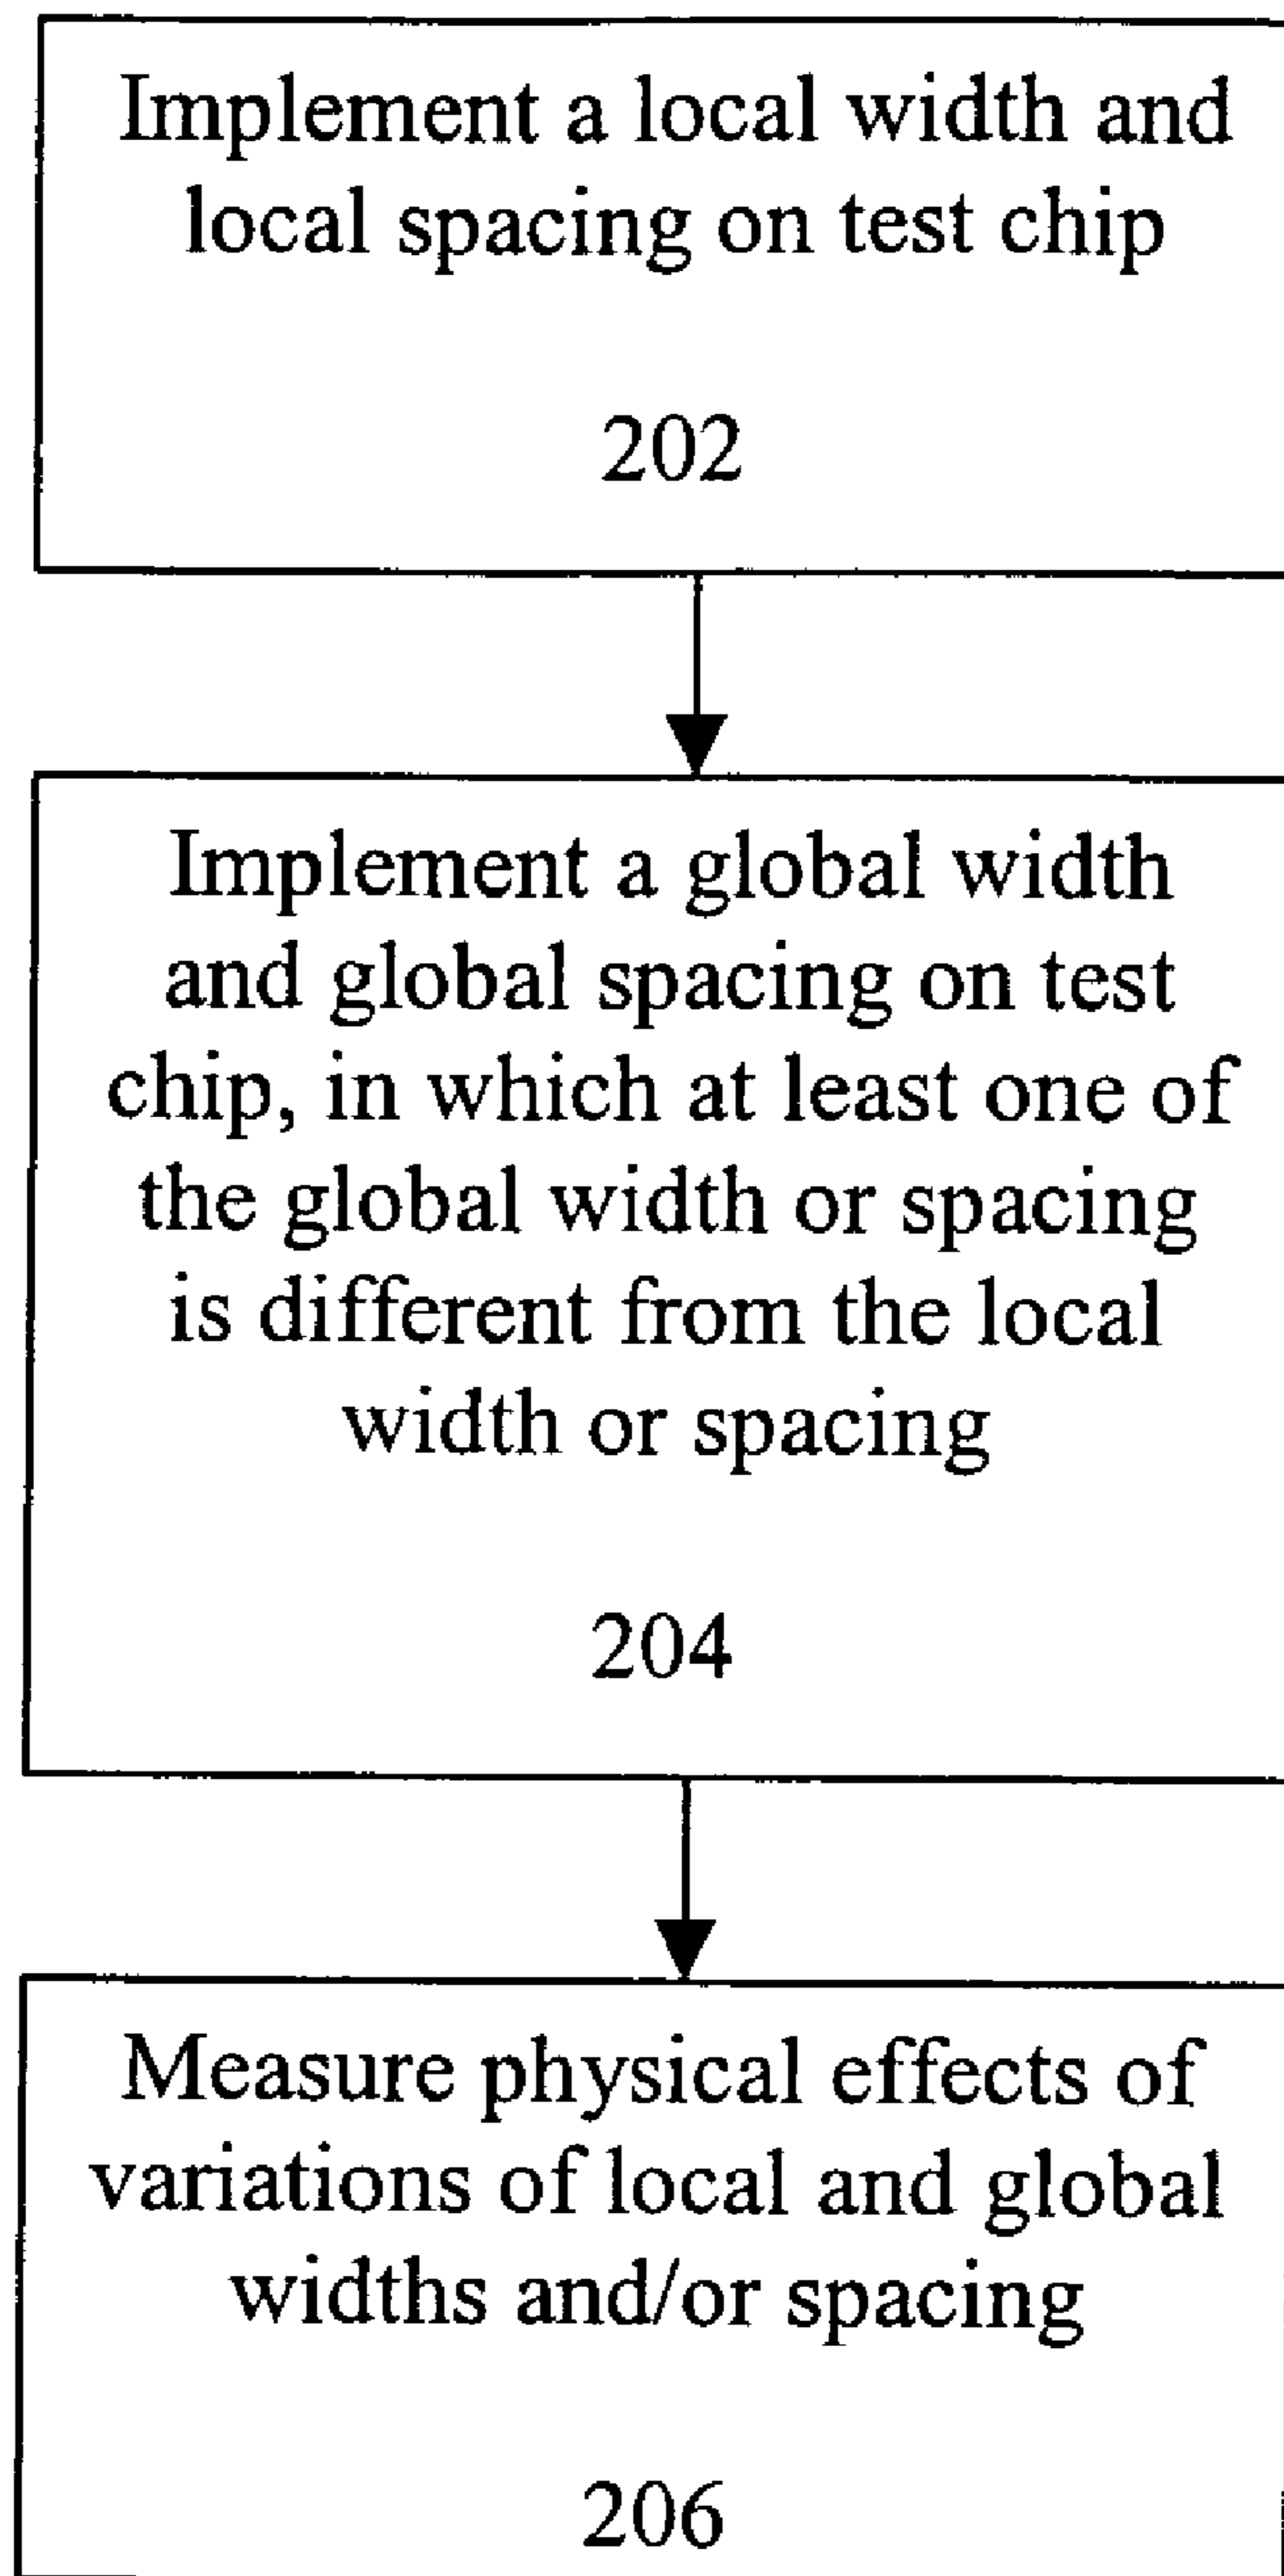 Implement a local width and
local spacing on test chip
202
Implement a global width
and global spacing on test
chip, in which at least one of
the global width or spacing
is different from the local
width or spacing
204
Measure physical effects of
variations of local and global
widths and/or spacing
206